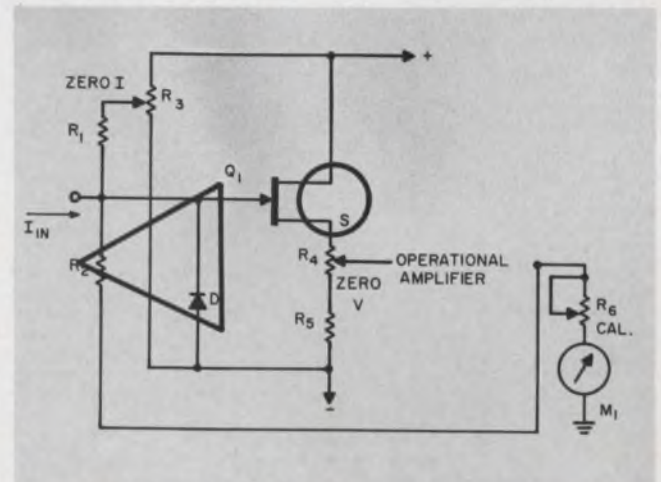 +
ZERO I
R3
R1
Q1
IIN
S
R2
R4
OPERATIONAL
AMPLIFIER
ZERO
V
D
R5
R6
CAL.
-
M1